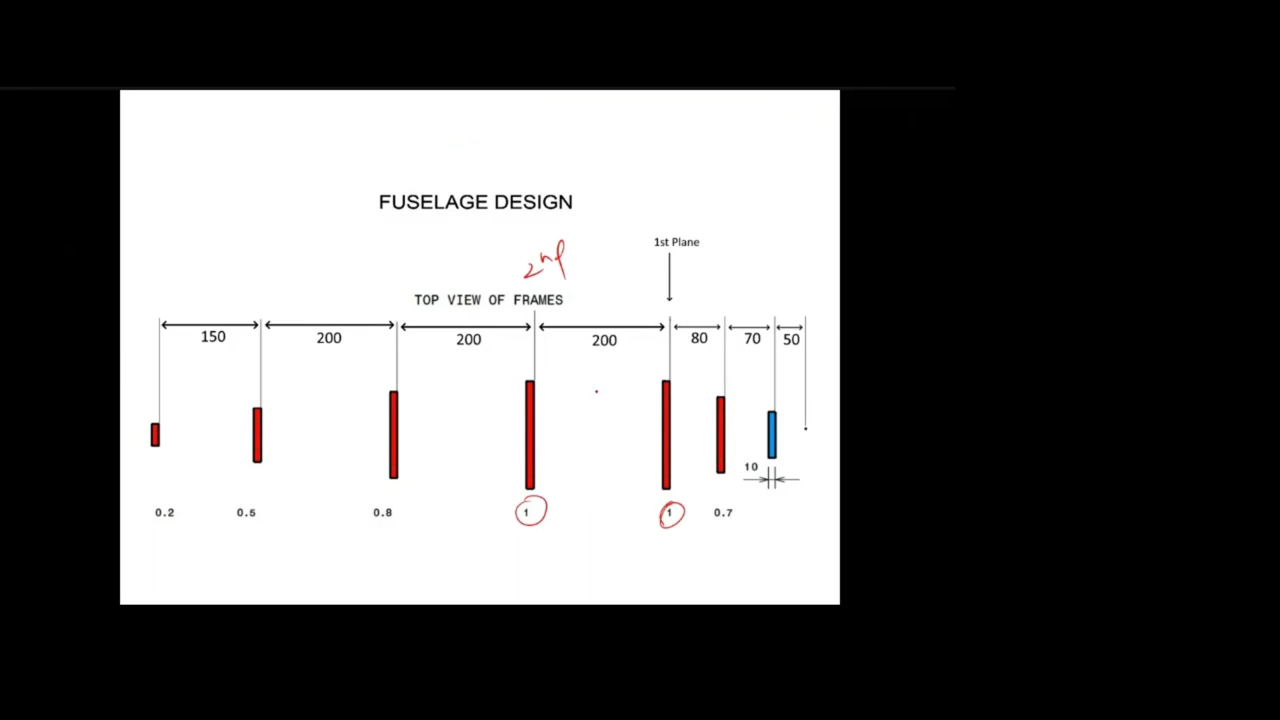 FUSELAGE DESIGN
1st Plane
2nd
TOP VIEW OF FRAMES
150 200 200 200 80 70 50
10
0.2 0.5 0.8 1 1 0.7